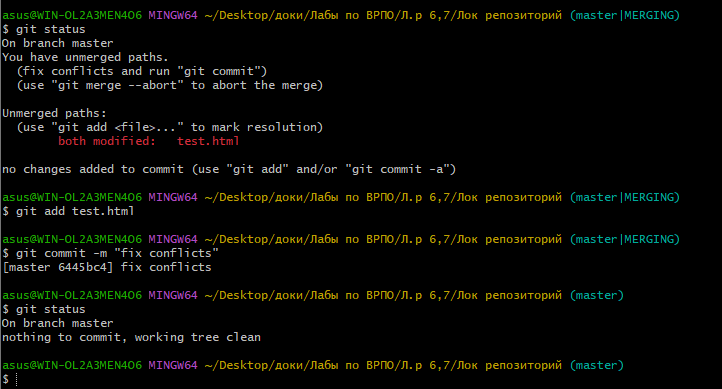 asus@WIN-OL2A3MEN4O6 MINGW64 ~/Desktop/доки/Лабы по ВРПО/Л.р 6,7/Лок репозиторий (master|MERGING)
$ git status
On branch master
You have unmerged paths.
  (fix conflicts and run "git commit")
  (use "git merge --abort" to abort the merge)

Unmerged paths:
  (use "git add <file>..." to mark resolution)
        both modified:   test.html

no changes added to commit (use "git add" and/or "git commit -a")

asus@WIN-OL2A3MEN4O6 MINGW64 ~/Desktop/доки/Лабы по ВРПО/Л.р 6,7/Лок репозиторий (master|MERGING)
$ git add test.html

asus@WIN-OL2A3MEN4O6 MINGW64 ~/Desktop/доки/Лабы по ВРПО/Л.р 6,7/Лок репозиторий (master|MERGING)
$ git commit -m "fix conflicts"
[master 6445bc4] fix conflicts

asus@WIN-OL2A3MEN4O6 MINGW64 ~/Desktop/доки/Лабы по ВРПО/Л.р 6,7/Лок репозиторий (master)
$ git status
On branch master
nothing to commit, working tree clean

asus@WIN-OL2A3MEN4O6 MINGW64 ~/Desktop/доки/Лабы по ВРПО/Л.р 6,7/Лок репозиторий (master)
$